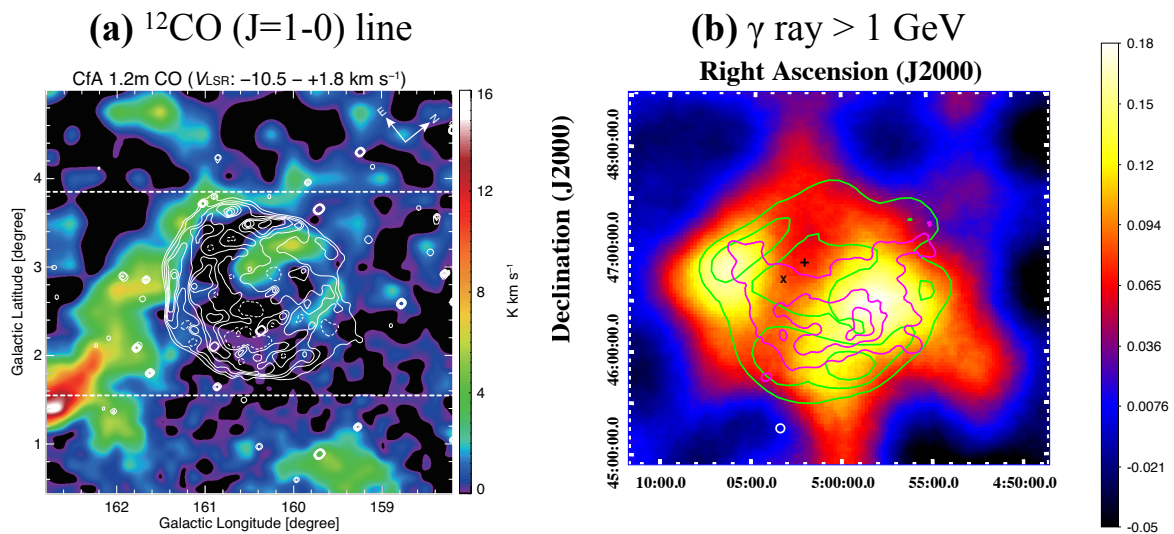 (a) ¹²CO (J=1-0) line
CfA 1.2m CO (VLSR: −10.5 – +1.8 km s⁻¹)
E
N
4
3
2
1
Galactic Latitude [degree]
162
161
160
159
Galactic Longitude [degree]
16
12
8
4
0
K km s⁻¹
(b) γ ray > 1 GeV
Right Ascension (J2000)
Declination (J2000)
48:00:00.0
47:00:00.0
46:00:00.0
45:00:00.0
+
x
10:00.0
05:00.0
5:00:00.0
55:00.0
4:50:00.0
0.18
0.15
0.12
0.094
0.065
0.036
0.0076
-0.021
-0.05